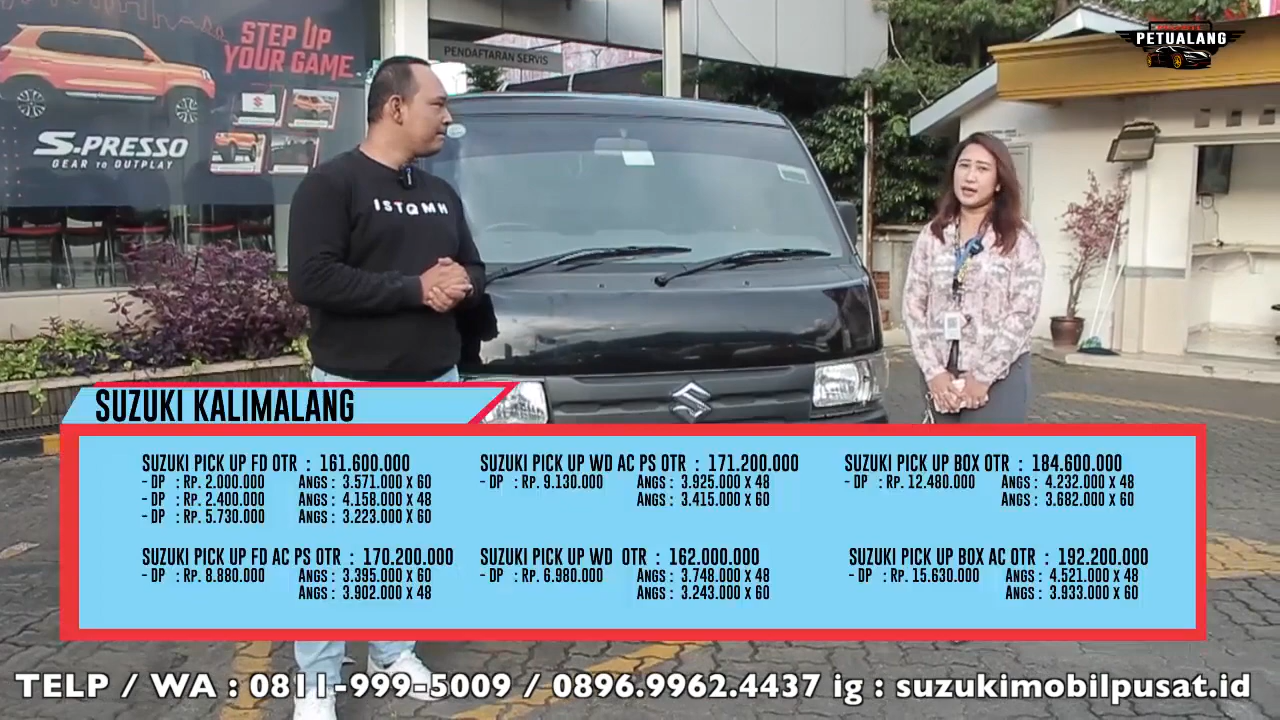 STEP UP
YOUR GAME
S-PRESSO
GEAR TO OUTPLAY
PENDAFTARAN SERVIS
PETUALANG
ISTQMH
SUZUKI KALIMALANG
SUZUKI PICK UP FD OTR : 161.600.000
- DP : RP. 2.000.000 ANGS : 3.571.000 X 60
- DP : RP. 2.400.000 ANGS : 4.158.000 X 48
- DP : RP. 5.730.000 ANGS : 3.223.000 X 60
SUZUKI PICK UP WD AC PS OTR : 171.200.000
- DP : RP. 9.130.000 ANGS : 3.925.000 X 48
ANGS : 3.415.000 X 60
SUZUKI PICK UP BOX OTR : 184.600.000
- DP : RP. 12.480.000 ANGS : 4.232.000 X 48
ANGS : 3.682.000 X 60
SUZUKI PICK UP FD AC PS OTR : 170.200.000
- DP : RP. 8.880.000 ANGS : 3.395.000 X 60
ANGS : 3.902.000 X 48
SUZUKI PICK UP WD OTR : 162.000.000
- DP : RP. 6.980.000 ANGS : 3.748.000 X 48
ANGS : 3.243.000 X 60
SUZUKI PICK UP BOX AC OTR : 192.200.000
- DP : RP. 15.630.000 ANGS : 4.521.000 X 48
ANGS : 3.933.000 X 60
TELP / WA : 0811-999-5009 / 0896.9962.4437 ig : suzukimobilpusat.id